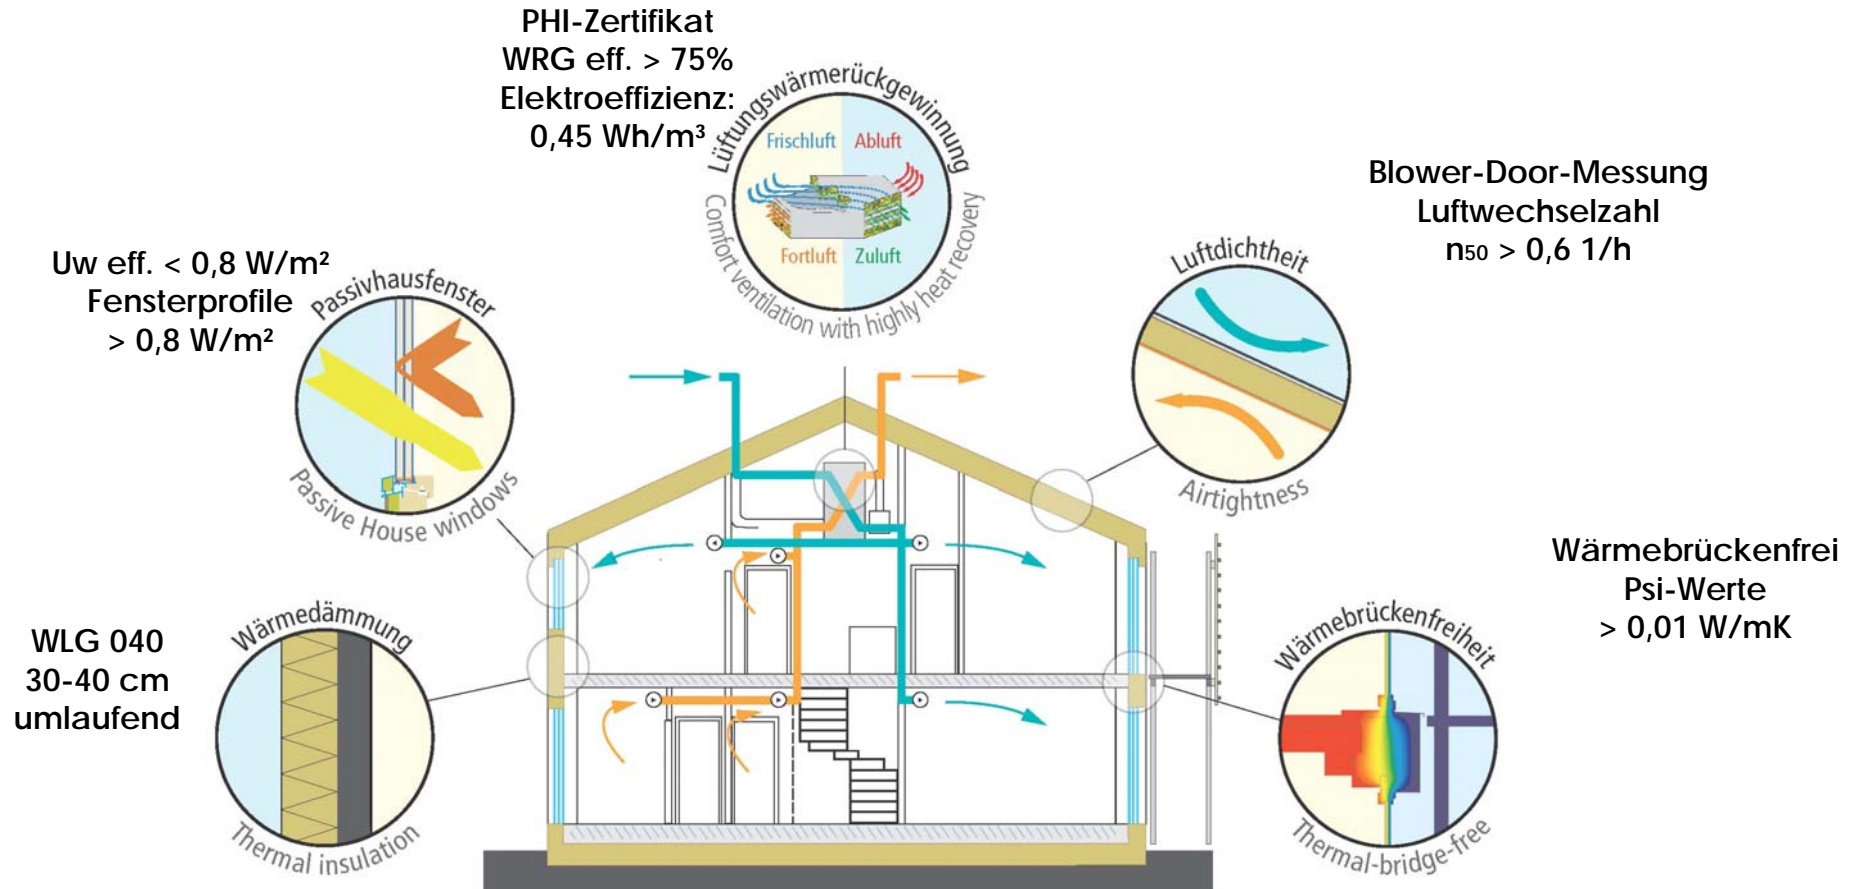 PHI-Zertifikat
WRG eff. > 75%
Elektroeffizienz:
0,45 Wh/m³
Lüftungswärmerückgewinnung
Frischluft Abluft
Fortluft Zuluft
Comfort ventilation with highly heat recovery
Blower-Door-Messung
Luftwechselzahl
n₅₀ > 0,6 1/h
Luftdichtheit
Airtightness
Uw eff. < 0,8 W/m²
Fensterprofile
> 0,8 W/m²
Passivhausfenster
Passive House windows
Wärmebrückenfrei
Psi-Werte
> 0,01 W/mK
Wärmebrückenfreiheit
Thermal-bridge-free
WLG 040
30-40 cm
umlaufend
Wärmedämmung
Thermal insulation